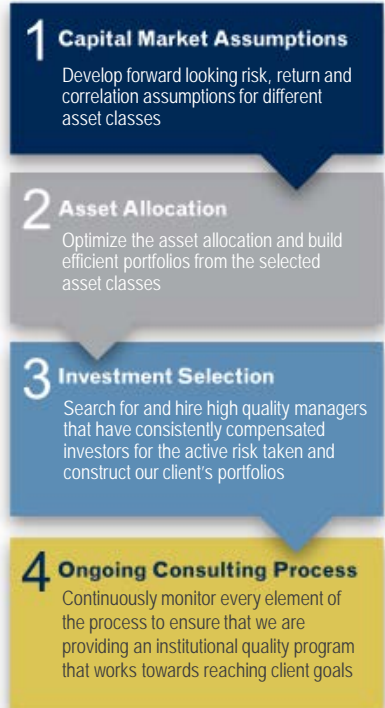 1 Capital Market Assumptions
Develop forward looking risk, return and
correlation assumptions for different
asset classes
2 Asset Allocation
Optimize the asset allocation and build
efficient portfolios from the selected
asset classes
3 Investment Selection
Search for and hire high quality managers
that have consistently compensated
investors for the active risk taken and
construct our client's portfolios
4 Ongoing Consulting Process
Continuously monitor every element of
the process to ensure that we are
providing an institutional quality program
that works towards reaching client goals